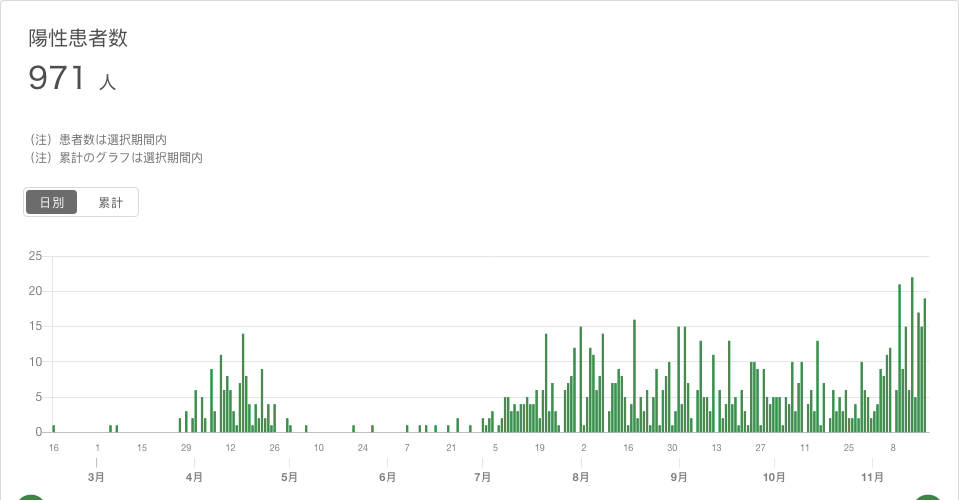 陽性患者数
971 人
（注）患者数は選択期間内
（注）累計のグラフは選択期間内
日別 累計
25
20
15
10
5
0
16 1 15 29 12 26 10 24 7 21 5 19 2 16 30 13 27 11 25 8
3月 4月 5月 6月 7月 8月 9月 10月 11月